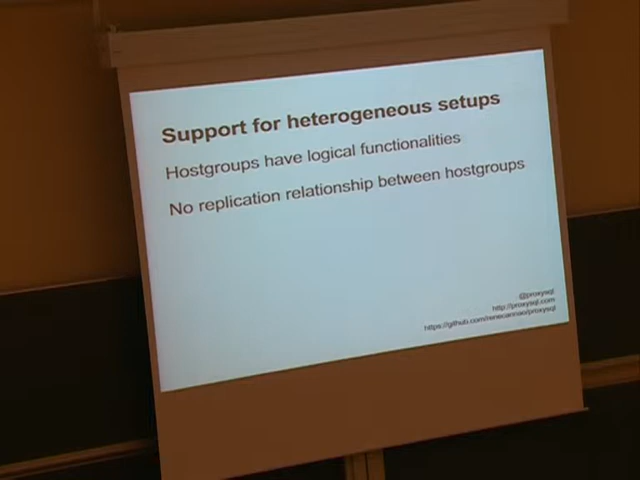 Support for heterogeneous setups
Hostgroups have logical functionalities
No replication relationship between hostgroups
@proxysql
http://proxysql.com
https://github.com/renecannao/proxysql